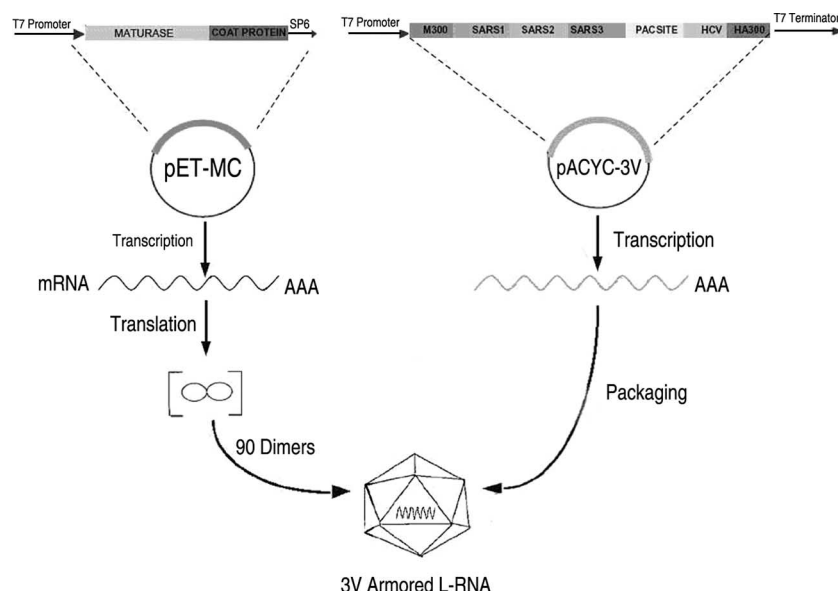 T7 Promoter MATURASE COAT PROTEIN SP6
T7 Promoter M300 SARS1 SARS2 SARS3 PACSITE HCV HA300 T7 Terminator
pET-MC
pACYC-3V
Transcription
Transcription
mRNA AAA
AAA
Translation
Packaging
90 Dimers
3V Armored L-RNA